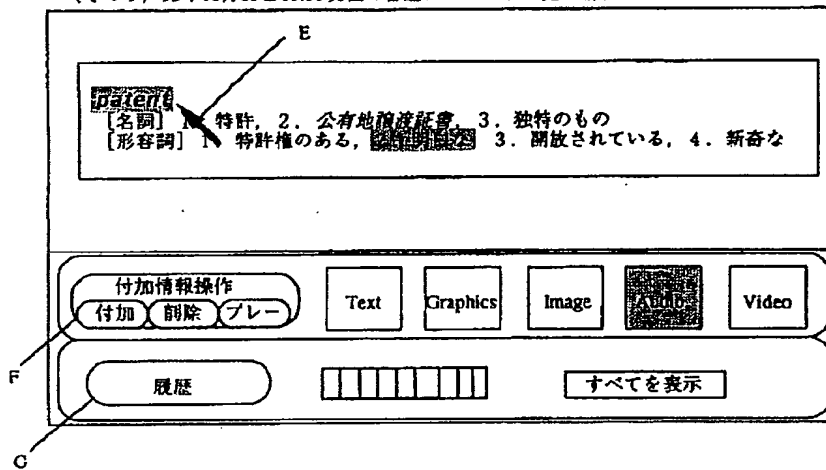 E
patent
[名詞] 1. 特許, 2. 公有地譲渡証書, 3. 独特のもの
[形容詞] 1. 特許権のある, 3. 開放されている, 4. 新奇な
付加情報操作
付加 削除 プレー
Text Graphics Image Audio Video
F
履歴
すべてを表示
G